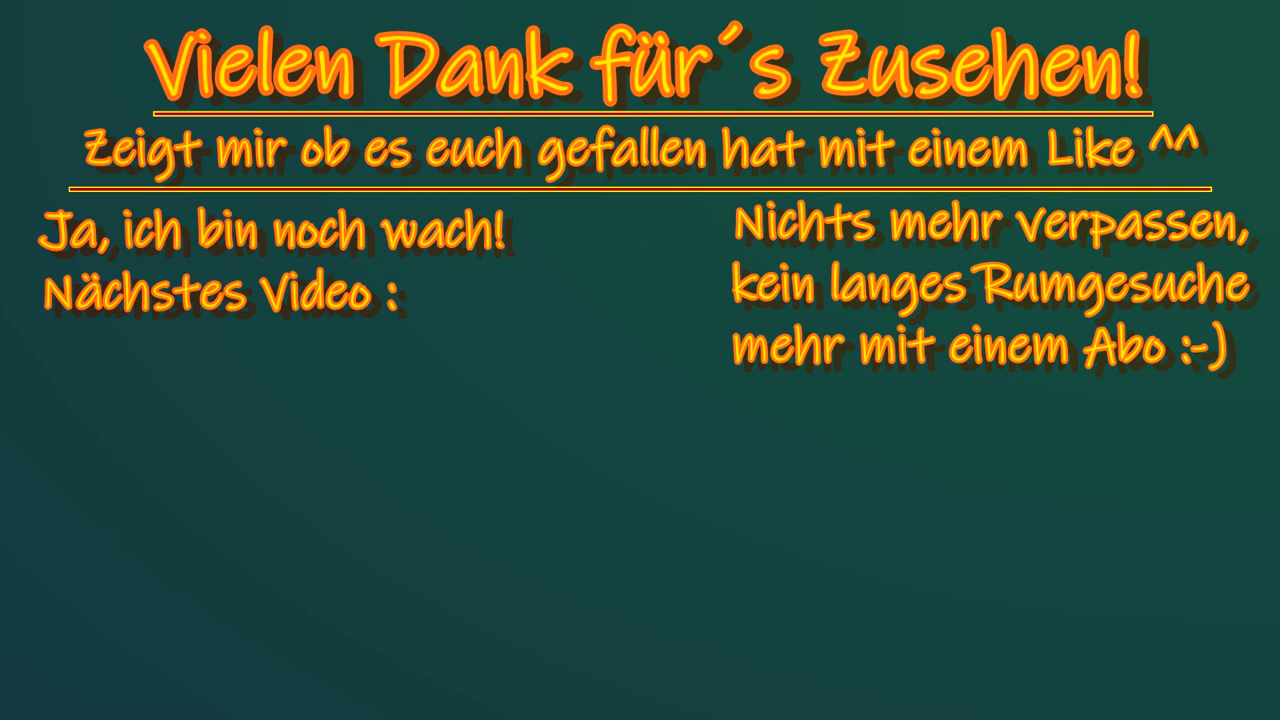 Vielen Dank für´s Zusehen!
Zeigt mir ob es euch gefallen hat mit einem Like ^^
Ja, ich bin noch wach!
Nächstes Video :
Nichts mehr verpassen,
kein langes Rumgesuche
mehr mit einem Abo :-)